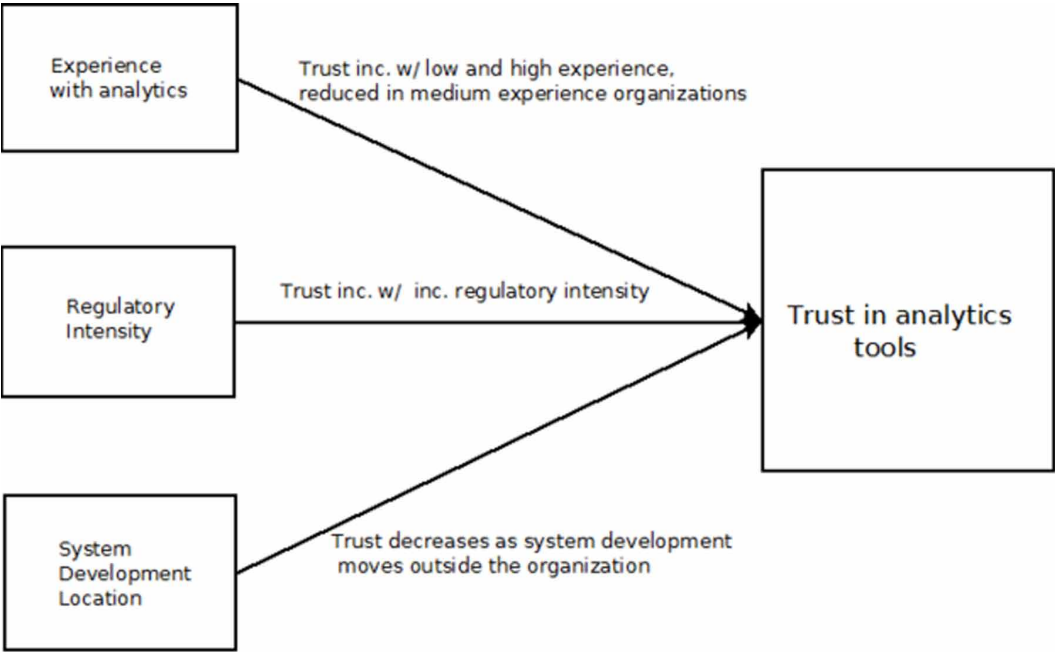 Experience
with analytics
Trust inc. w/ low and high experience,
reduced in medium experience organizations
Regulatory
Intensity
Trust inc. w/ inc. regulatory intensity
Trust in analytics
tools
System
Development
Location
Trust decreases as system development
moves outside the organization